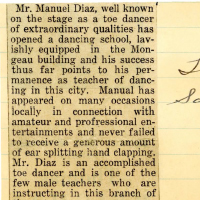 Mr. Manuel Diaz, well known
on the stage as a toe dancer
of extraordinary qualities has
opened a dancing school, lav-
ishly equipped in the Mon-
geau building and his success
thus far points to his per-
manence as teacher of danc-
ing in this city. Manual has
appeared on many occasions
locally in connection with
amateur and profressional en-
tertainments and never failed
to receive a generous amount
of ear splitting hand clapping.
Mr. Diaz is an accomplished
toe dancer and is one of the
few male teachers who are
instructing in this branch of